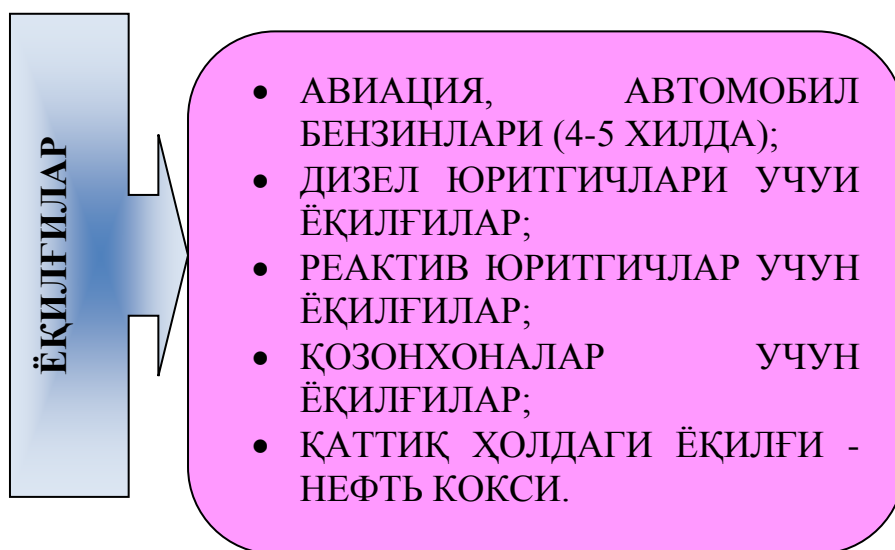 ЁҚИЛҒИЛАР
• АВИАЦИЯ, АВТОМОБИЛ
БЕНЗИНЛАРИ (4-5 ХИЛДА);
• ДИЗЕЛ ЮРИТГИЧЛАРИ УЧУИ
ЁҚИЛҒИЛАР;
• РЕАКТИВ ЮРИТГИЧЛАР УЧУН
ЁҚИЛҒИЛАР;
• ҚОЗОНХОНАЛАР УЧУН
ЁҚИЛҒИЛАР;
• ҚАТТИҚ ҲОЛДАГИ ЁҚИЛҒИ -
НЕФТЬ КОКСИ.